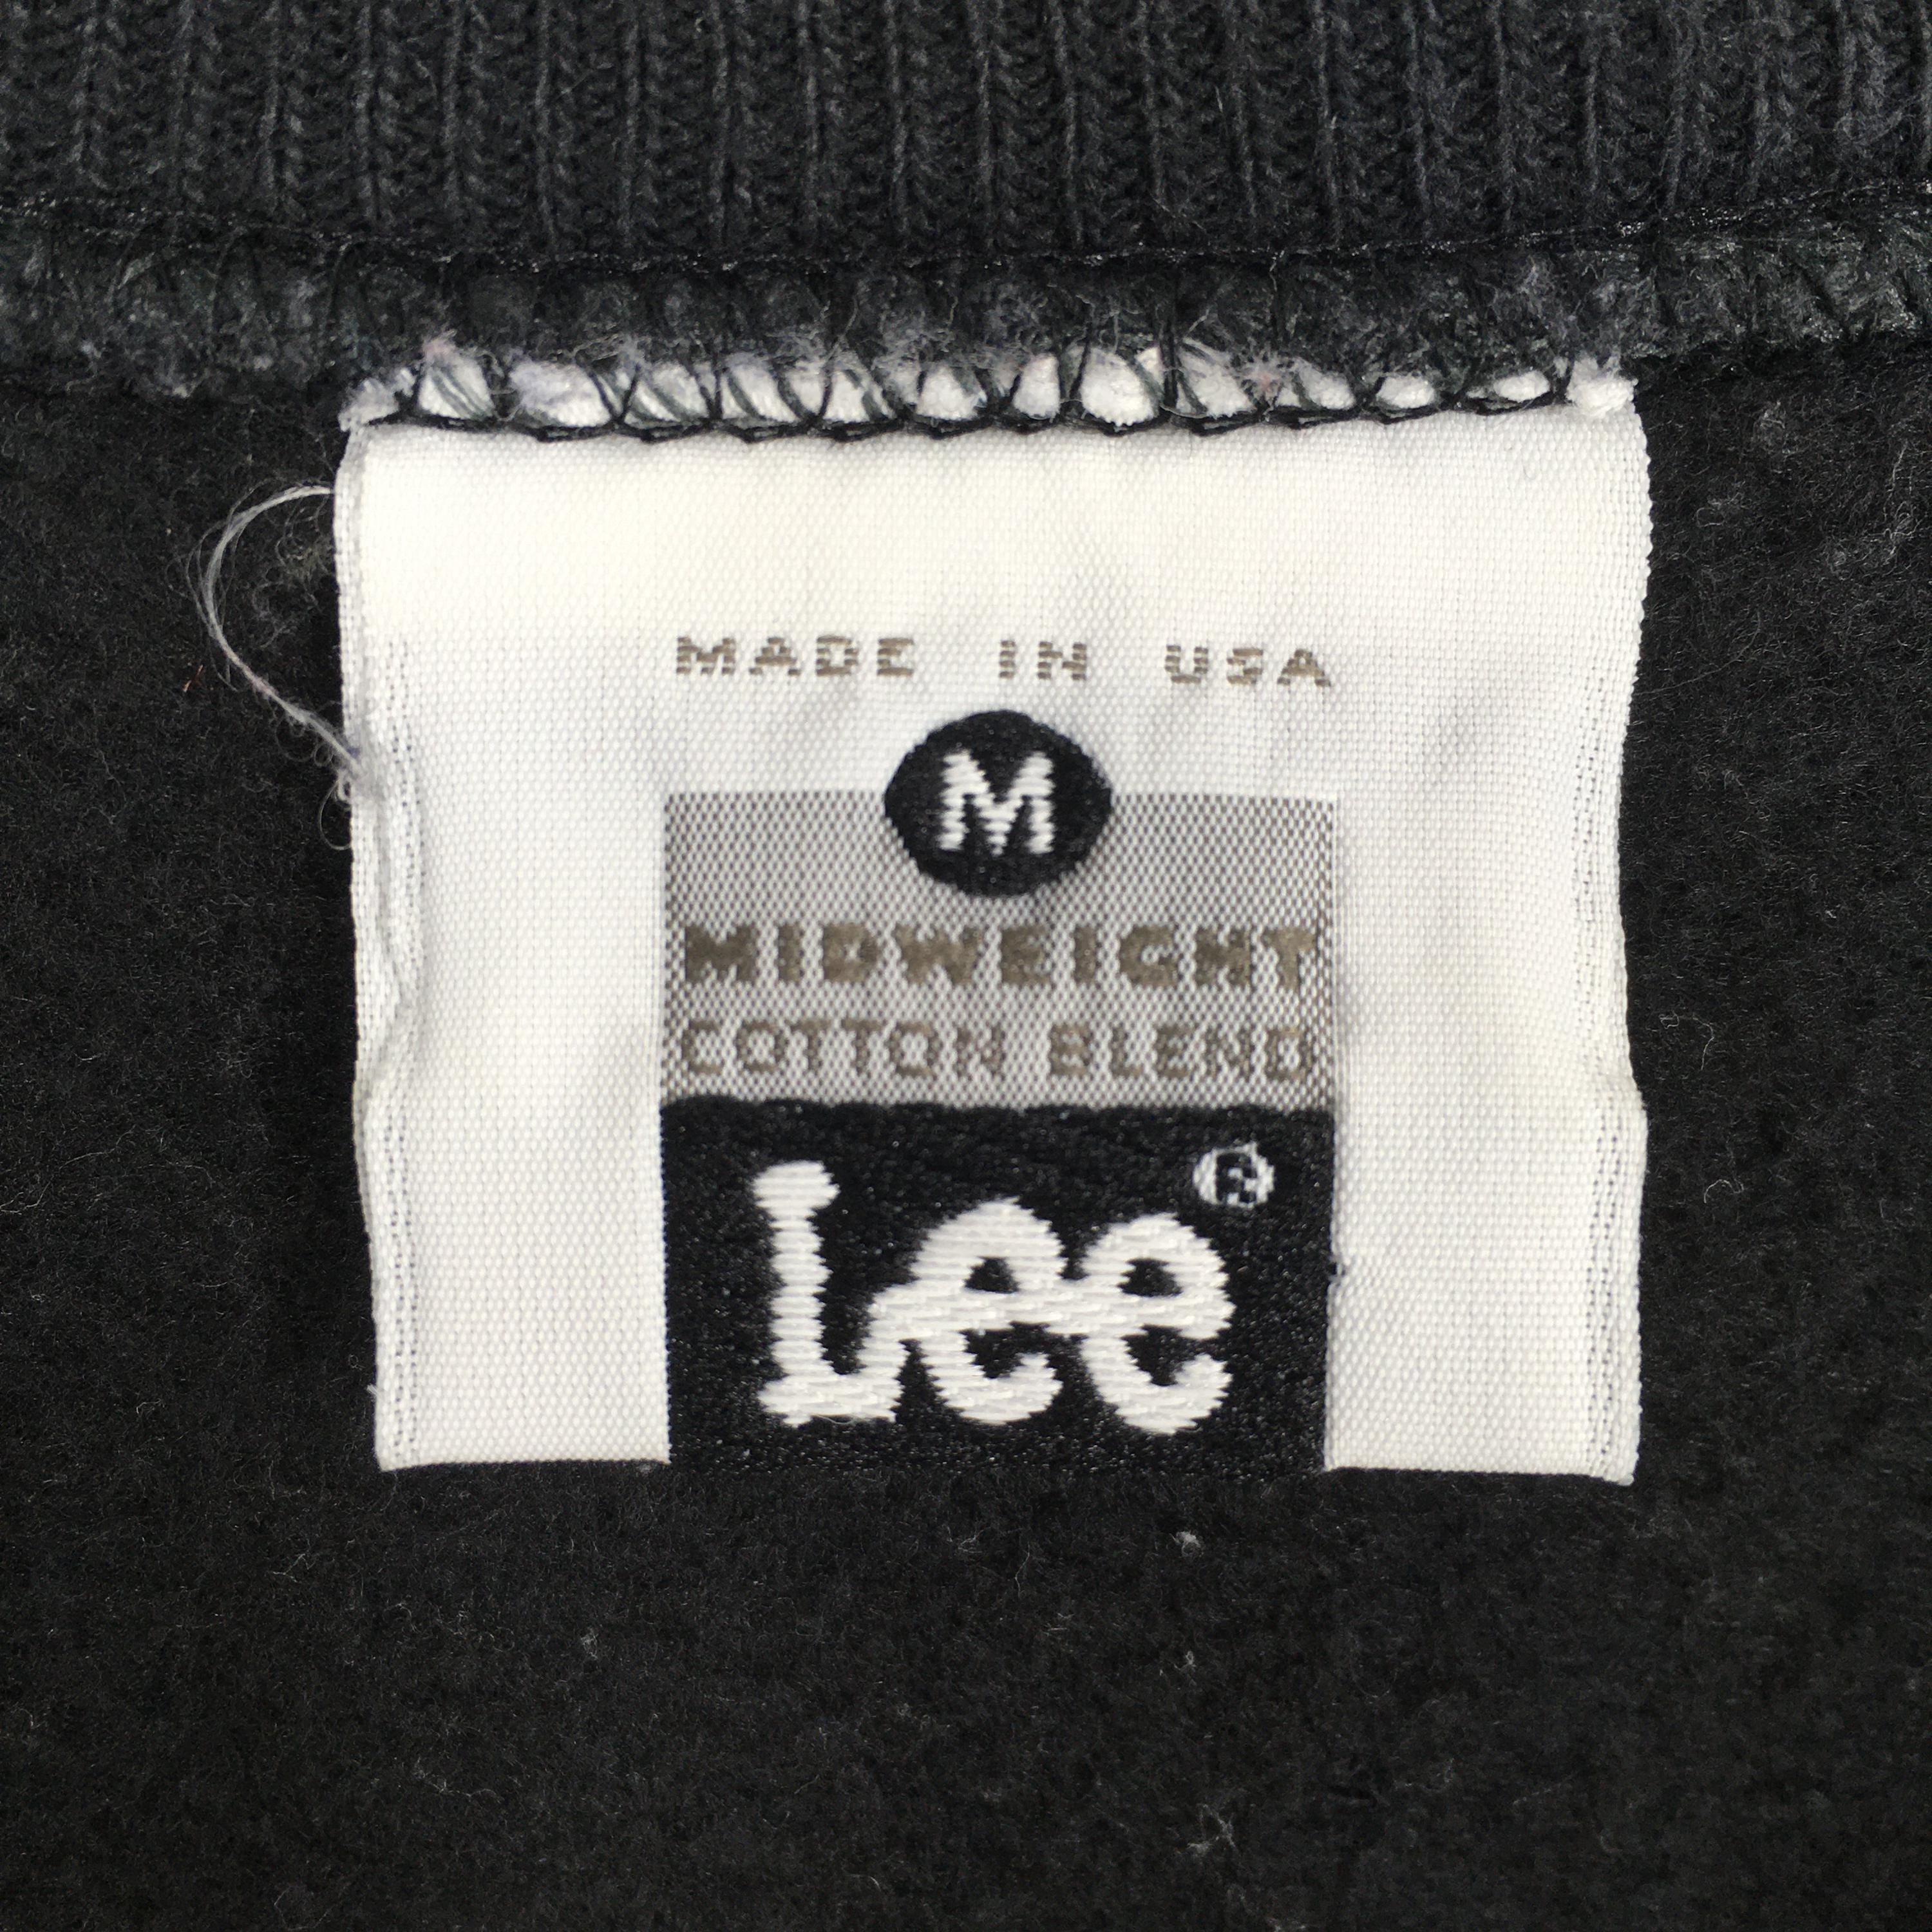 MADE IN USA
M
MIDWEIGHT
COTTON BLEND
Lee®